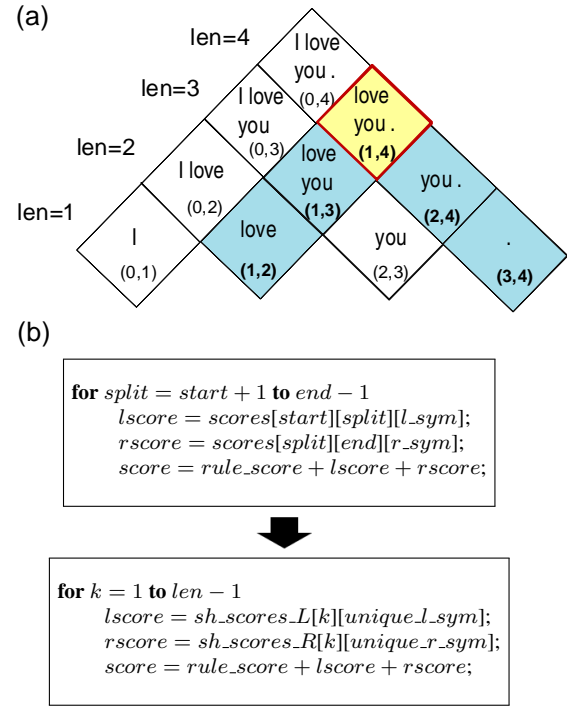 (a)
len=4
I love
you .
(0,4)
len=3
I love
you
(0,3)
love
you .
(1,4)
len=2
I love
(0,2)
love
you
(1,3)
you .
(2,4)
len=1
I
(0,1)
love
(1,2)
you
(2,3)
.
(3,4)
(b)
for split = start + 1 to end − 1
lscore = scores[start][split][l_sym];
rscore = scores[split][end][r_sym];
score = rule_score + lscore + rscore;
for k = 1 to len − 1
lscore = sh_scores_L[k][unique_l_sym];
rscore = sh_scores_R[k][unique_r_sym];
score = rule_score + lscore + rscore;